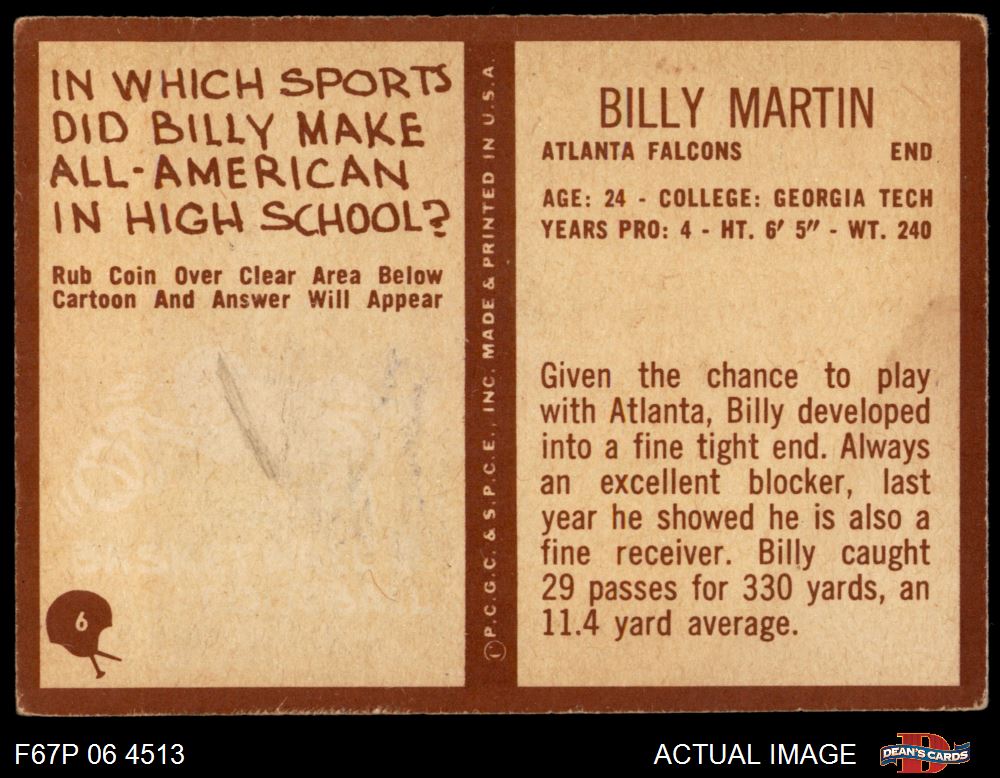 IN WHICH SPORTS
DID BILLY MAKE
ALL-AMERICAN
IN HIGH SCHOOL?
Rub Coin Over Clear Area Below
Cartoon And Answer Will Appear
6
© P.C.G.C. & S.P.C.E., INC. MADE & PRINTED IN U.S.A.
BILLY MARTIN
ATLANTA FALCONS END
AGE: 24 - COLLEGE: GEORGIA TECH
YEARS PRO: 4 - HT. 6' 5" - WT. 240
Given the chance to play
with Atlanta, Billy developed
into a fine tight end. Always
an excellent blocker, last
year he showed he is also a
fine receiver. Billy caught
29 passes for 330 yards, an
11.4 yard average.
F67P 06 4513
ACTUAL IMAGE
DEAN'S CARDS